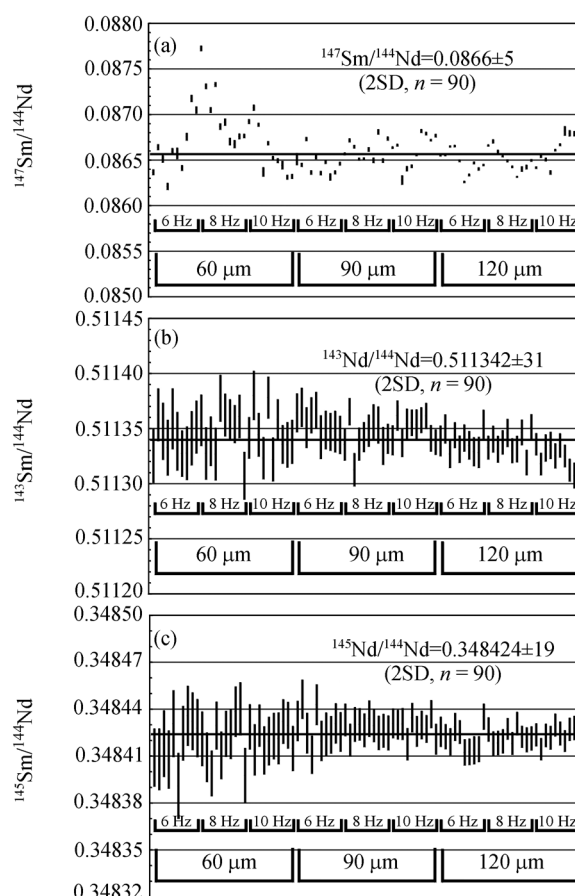 0.0880
(a)
¹⁴⁷Sm/¹⁴⁴Nd=0.0866±5
(2SD, n = 90)
0.0875
0.0870
0.0865
0.0860
0.0855
0.0850
¹⁴⁷Sm/¹⁴⁴Nd
6 Hz 8 Hz 10 Hz 6 Hz 8 Hz 10 Hz 6 Hz 8 Hz 10 Hz
60 μm 90 μm 120 μm
0.51145
(b)
¹⁴³Nd/¹⁴⁴Nd=0.511342±31
(2SD, n = 90)
0.51140
0.51135
0.51130
0.51125
0.51120
¹⁴³Sm/¹⁴⁴Nd
6 Hz 8 Hz 10 Hz 6 Hz 8 Hz 10 Hz 6 Hz 8 Hz 10 Hz
60 μm 90 μm 120 μm
0.34850
(c)
¹⁴⁵Nd/¹⁴⁴Nd=0.348424±19
(2SD, n = 90)
0.34847
0.34844
0.34841
0.34838
0.34835
0.34832
¹⁴⁵Sm/¹⁴⁴Nd
6 Hz 8 Hz 10 Hz 6 Hz 8 Hz 10 Hz 6 Hz 8 Hz 10 Hz
60 μm 90 μm 120 μm